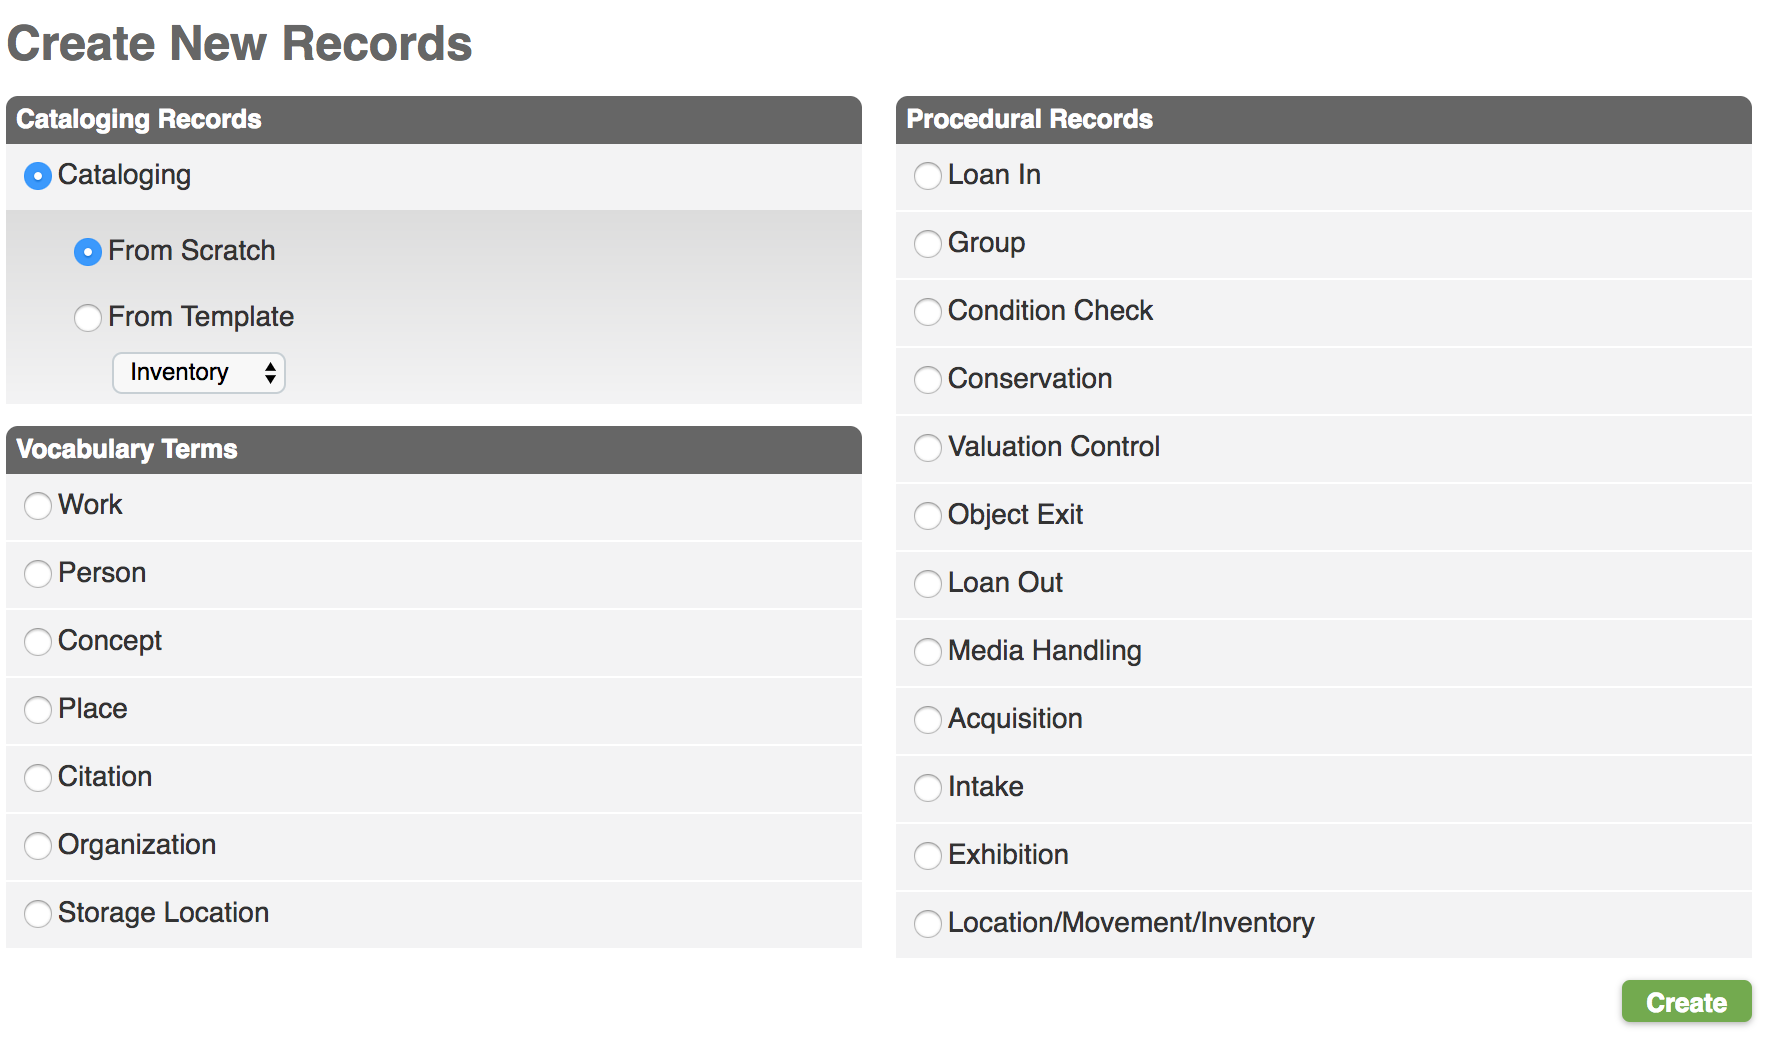 Create New Records
Cataloging Records
Cataloging
From Scratch
From Template
Inventory
Vocabulary Terms
Work
Person
Concept
Place
Citation
Organization
Storage Location
Procedural Records
Loan In
Group
Condition Check
Conservation
Valuation Control
Object Exit
Loan Out
Media Handling
Acquisition
Intake
Exhibition
Location/Movement/Inventory
Create